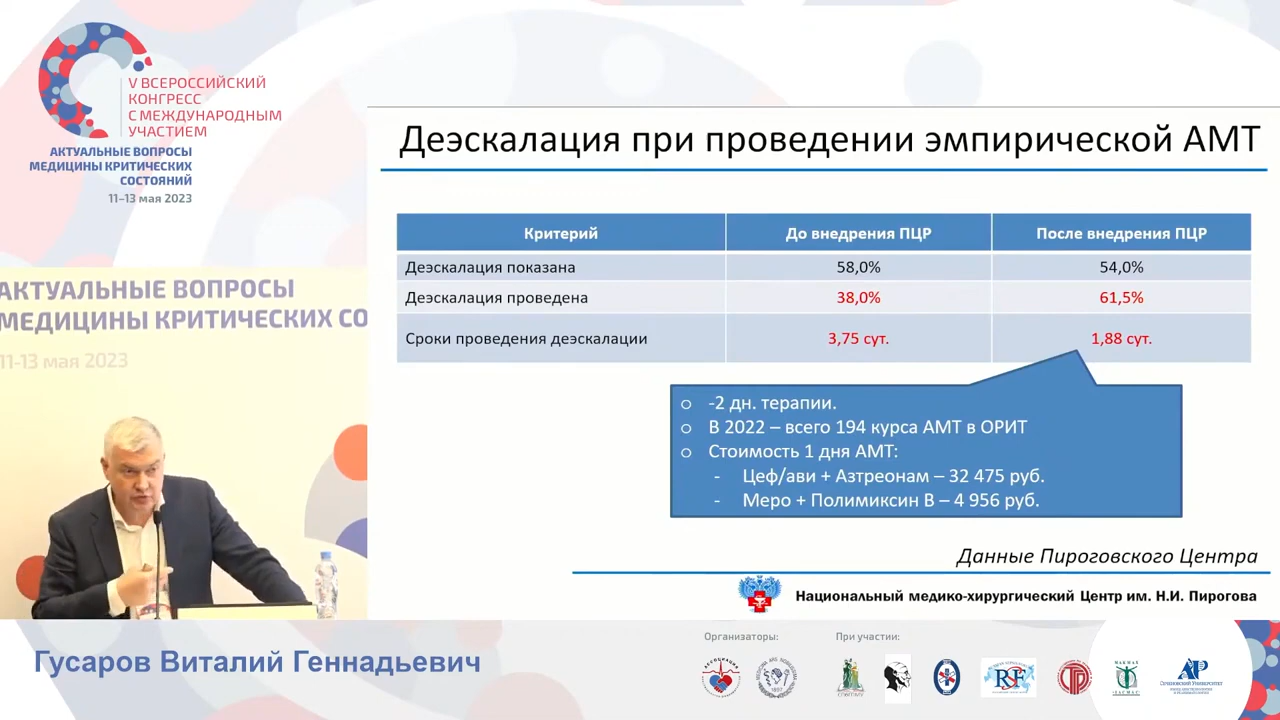 V ВСЕРОССИЙСКИЙ
КОНГРЕСС
С МЕЖДУНАРОДНЫМ
УЧАСТИЕМ
АКТУАЛЬНЫЕ ВОПРОСЫ
МЕДИЦИНЫ КРИТИЧЕСКИХ
СОСТОЯНИЙ
11–13 мая 2023
АКТУАЛЬНЫЕ ВОПРОСЫ
МЕДИЦИНЫ КРИТИЧЕСКИХ СО
11-13 мая 2023
Деэскалация при проведении эмпирической АМТ
Критерий До внедрения ПЦР После внедрения ПЦР
Деэскалация показана 58,0% 54,0%
Деэскалация проведена 38,0% 61,5%
Сроки проведения деэскалации 3,75 сут. 1,88 сут.
o -2 дн. терапии.
o В 2022 – всего 194 курса АМТ в ОРИТ
o Стоимость 1 дня АМТ:
- Цеф/ави + Азтреонам – 32 475 руб.
- Меро + Полимиксин В – 4 956 руб.
Данные Пироговского Центра
Национальный медико-хирургический Центр им. Н.И. Пирогова
Гусаров Виталий Геннадьевич
Организаторы: При участии: